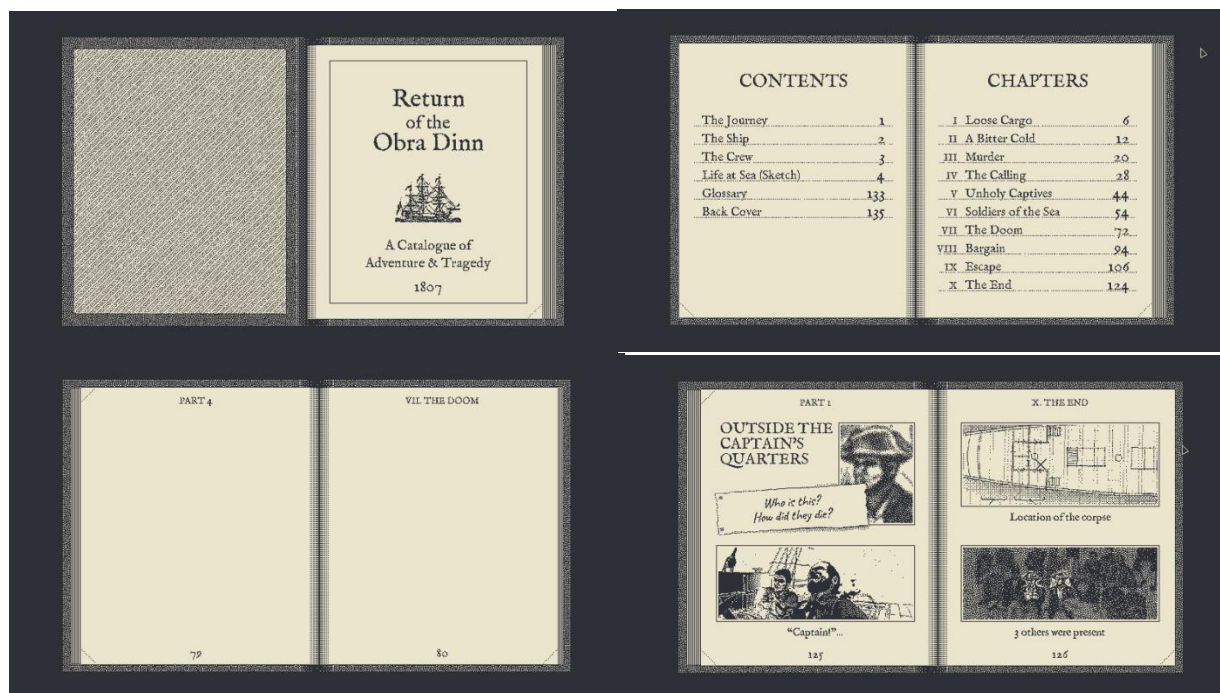 Return
of the
Obra Dinn
A Catalogue of
Adventure & Tragedy
1807
CONTENTS
The Journey 1
The Ship 2
The Crew 3
Life at Sea (Sketch) 4
Glossary 133
Back Cover 135
CHAPTERS
I Loose Cargo 6
II A Bitter Cold 12
III Murder 20
IV The Calling 28
V Unholy Captives 44
VI Soldiers of the Sea 54
VII The Doom 72
VIII Bargain 94
IX Escape 106
X The End 124
PART 4
79
VII. THE DOOM
80
PART 1
OUTSIDE THE
CAPTAIN'S
QUARTERS
Who is this?
How did they die?
"Captain!"...
125
X. THE END
Location of the corpse
3 others were present
126